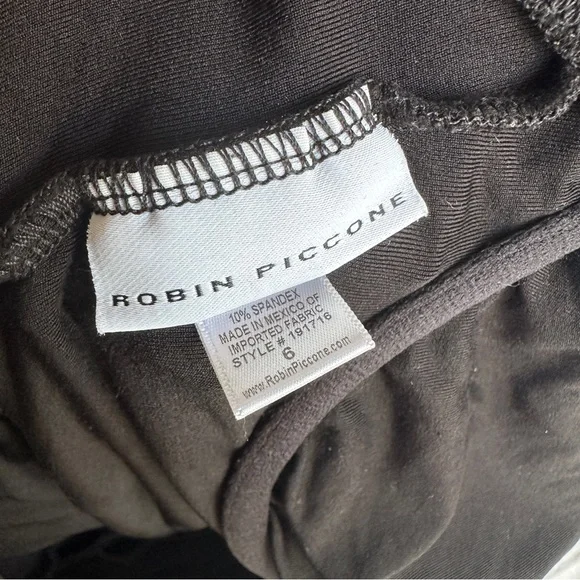 ROBIN PICCONE
10% SPANDEX
MADE IN MEXICO OF
IMPORTED FABRIC
STYLE # 191716
6
www.RobinPiccone.com